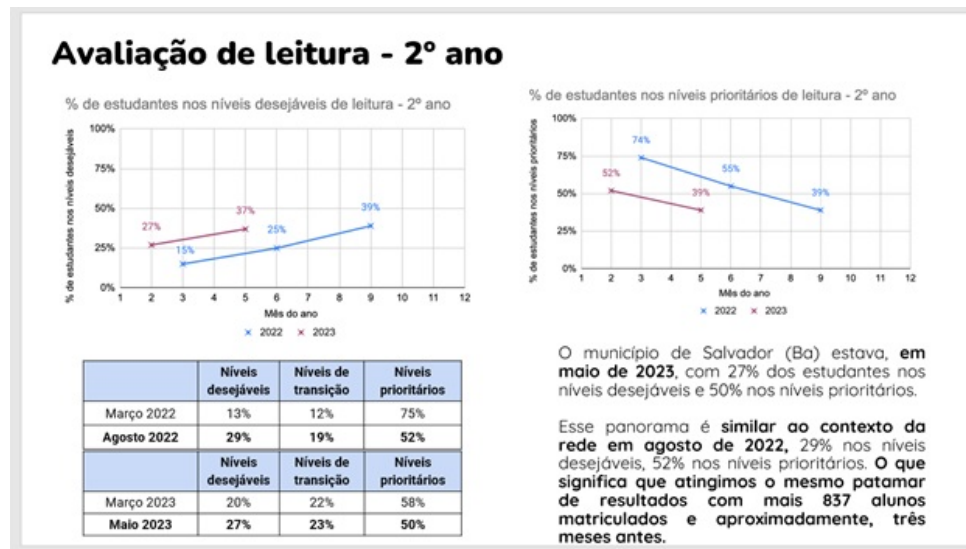 Avaliação de leitura - 2º ano
% de estudantes nos níveis desejáveis de leitura - 2º ano
% de estudantes nos níveis desejáveis
100%
75%
50%
25%
0%
27%
37%
15%
25%
39%
1 2 3 4 5 6 7 8 9 10 11 12
Mês do ano
2022 2023
% de estudantes nos níveis prioritários de leitura - 2º ano
% de estudantes nos níveis prioritários
100%
75%
50%
25%
0%
74%
55%
39%
52%
39%
1 2 3 4 5 6 7 8 9 10 11 12
Mês do ano
2022 2023
Níveis desejáveis Níveis de transição Níveis prioritários
Março 2022 13% 12% 75%
Agosto 2022 29% 19% 52%
Níveis desejáveis Níveis de transição Níveis prioritários
Março 2023 20% 22% 58%
Maio 2023 27% 23% 50%
O município de Salvador (Ba) estava, em
maio de 2023, com 27% dos estudantes nos
níveis desejáveis e 50% nos níveis prioritários.
Esse panorama é similar ao contexto da
rede em agosto de 2022, 29% nos níveis
desejáveis, 52% nos níveis prioritários. O que
significa que atingimos o mesmo patamar
de resultados com mais 837 alunos
matriculados e aproximadamente, três
meses antes.